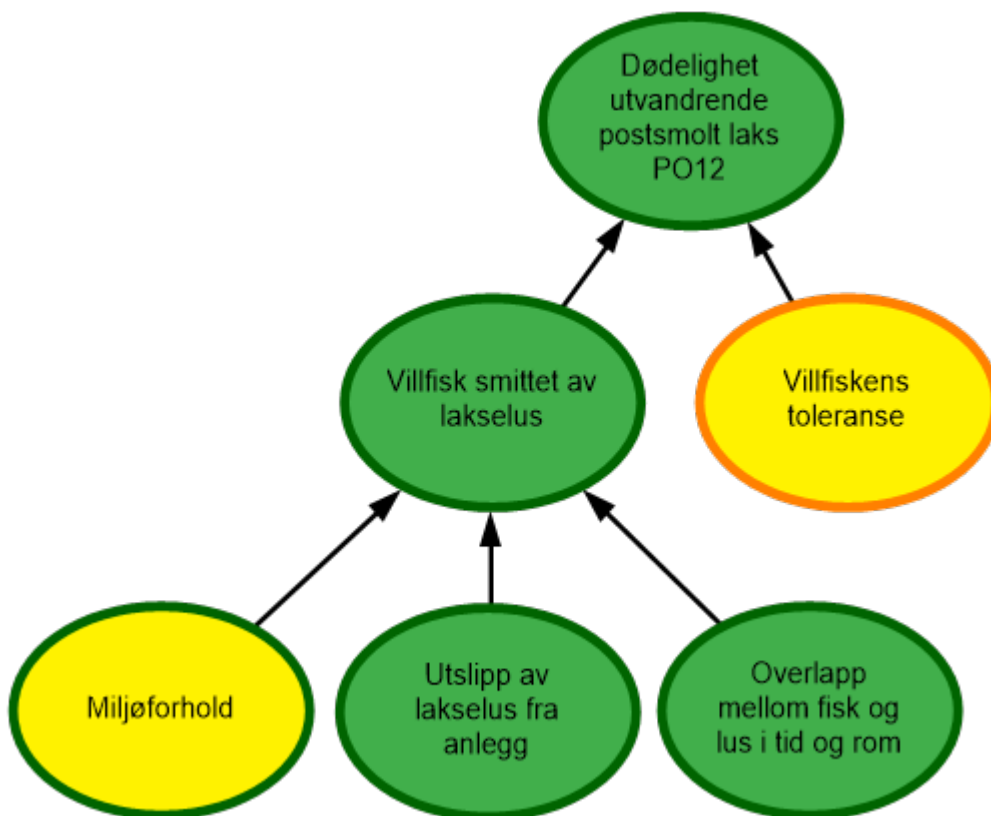 Dødelighet
utvandrende
postsmolt laks
PO12
Villfisk smittet av
lakselus
Villfiskens
toleranse
Miljøforhold
Utslipp av
lakselus fra
anlegg
Overlapp
mellom fisk og
lus i tid og rom